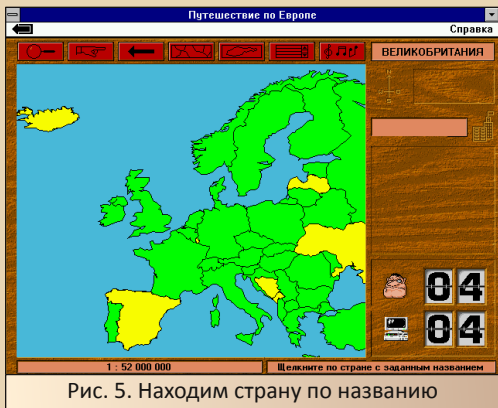 Путешествие по Европе
Справка
ВЕЛИКОБРИТАНИЯ
04
04
1 : 52 000 000
Щелкните по стране с заданным названием
Рис. 5. Находим страну по названию